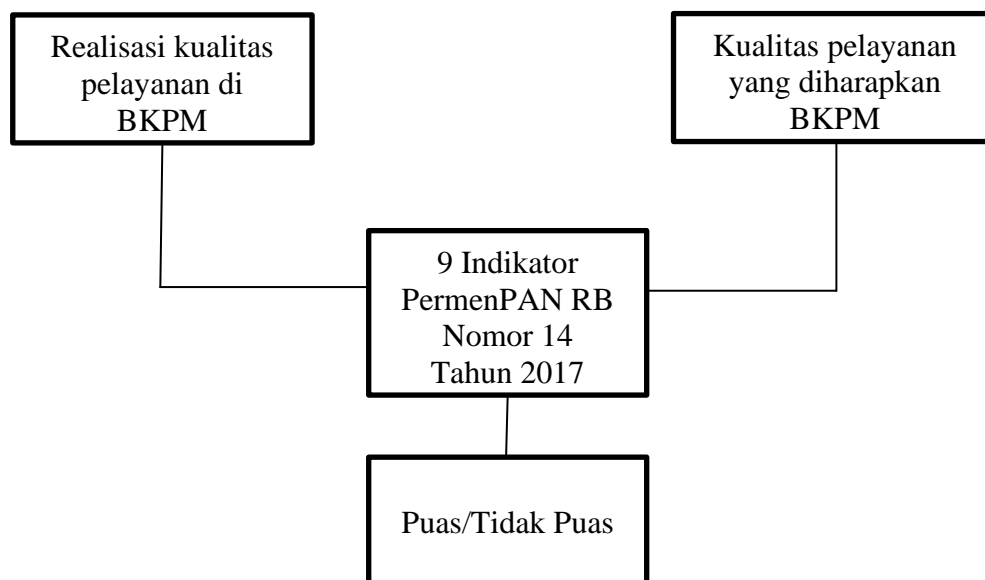 Realisasi kualitas
pelayanan di
BKPM
Kualitas pelayanan
yang diharapkan
BKPM
9 Indikator
PermenPAN RB
Nomor 14
Tahun 2017
Puas/Tidak Puas